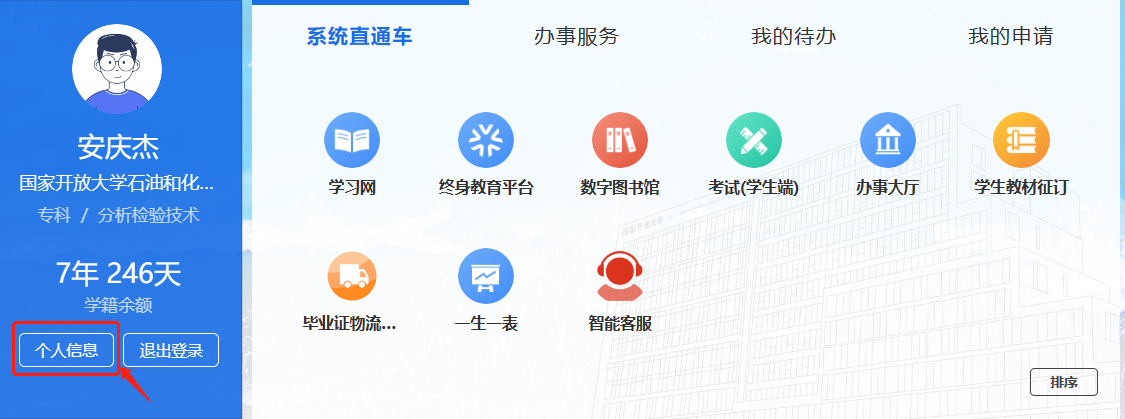 系统直通车
办事服务
我的待办
我的申请
安庆杰
国家开放大学石油和化...
专科 / 分析检验技术
7年 246天
学籍余额
个人信息
退出登录
学习网
终身教育平台
数字图书馆
考试(学生端)
办事大厅
学生教材征订
毕业证物流...
一生一表
智能客服
排序